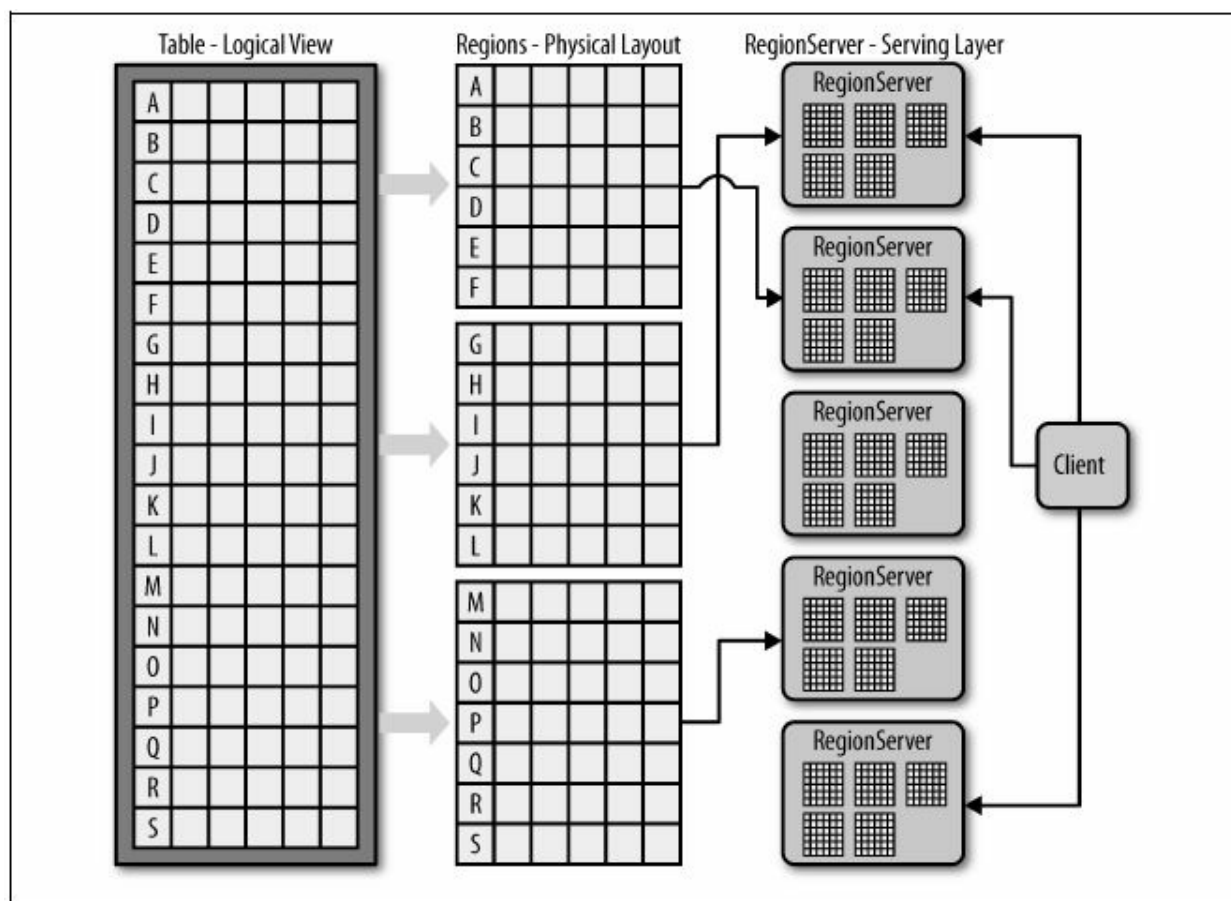 Table - Logical View
A
B
C
D
E
F
G
H
I
J
K
L
M
N
O
P
Q
R
S
Regions - Physical Layout
A
B
C
D
E
F
G
H
I
J
K
L
M
N
O
P
Q
R
S
RegionServer - Serving Layer
RegionServer
RegionServer
RegionServer
RegionServer
RegionServer
Client